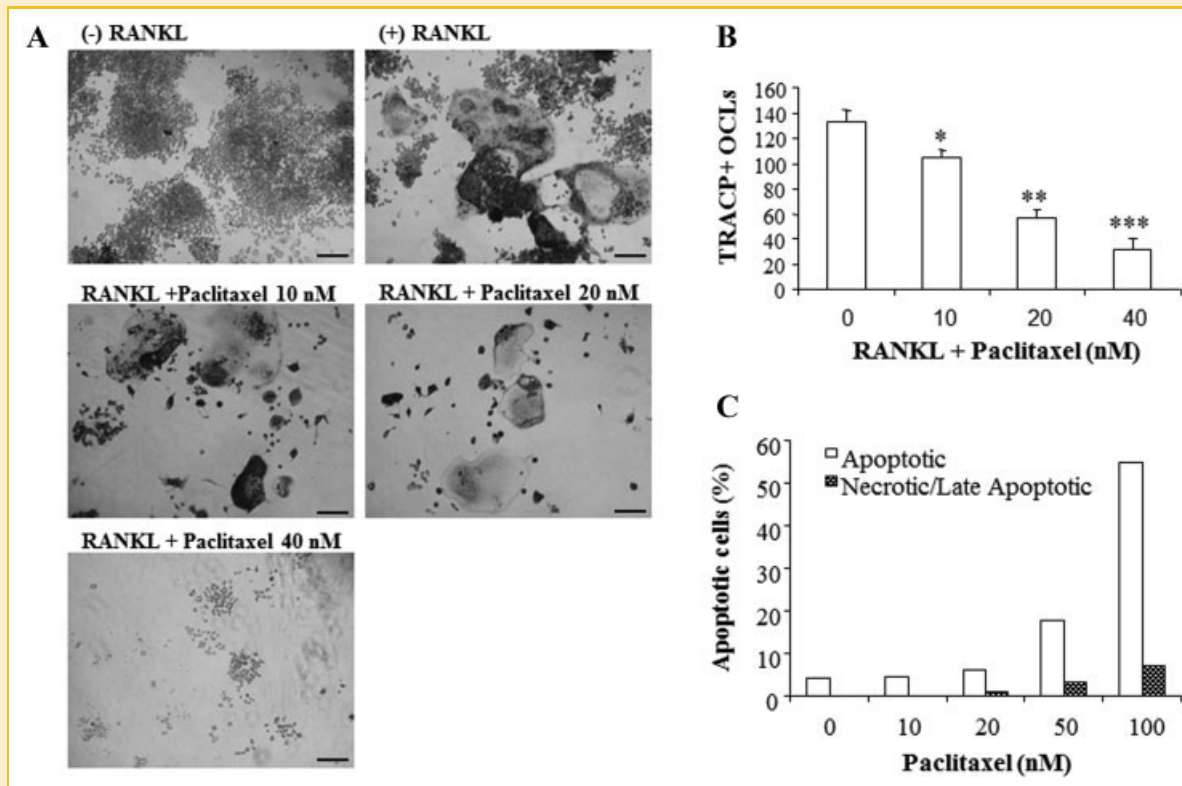 A
(-) RANKL
(+) RANKL
RANKL +Paclitaxel 10 nM
RANKL + Paclitaxel 20 nM
RANKL + Paclitaxel 40 nM
B
TRACP+ OCLs
160
140
120
100
80
60
40
20
0
*
**
***
0 10 20 40
RANKL + Paclitaxel (nM)
C
Apoptotic cells (%)
60
50
40
30
20
10
0
Apoptotic
Necrotic/Late Apoptotic
0 10 20 50 100
Paclitaxel (nM)